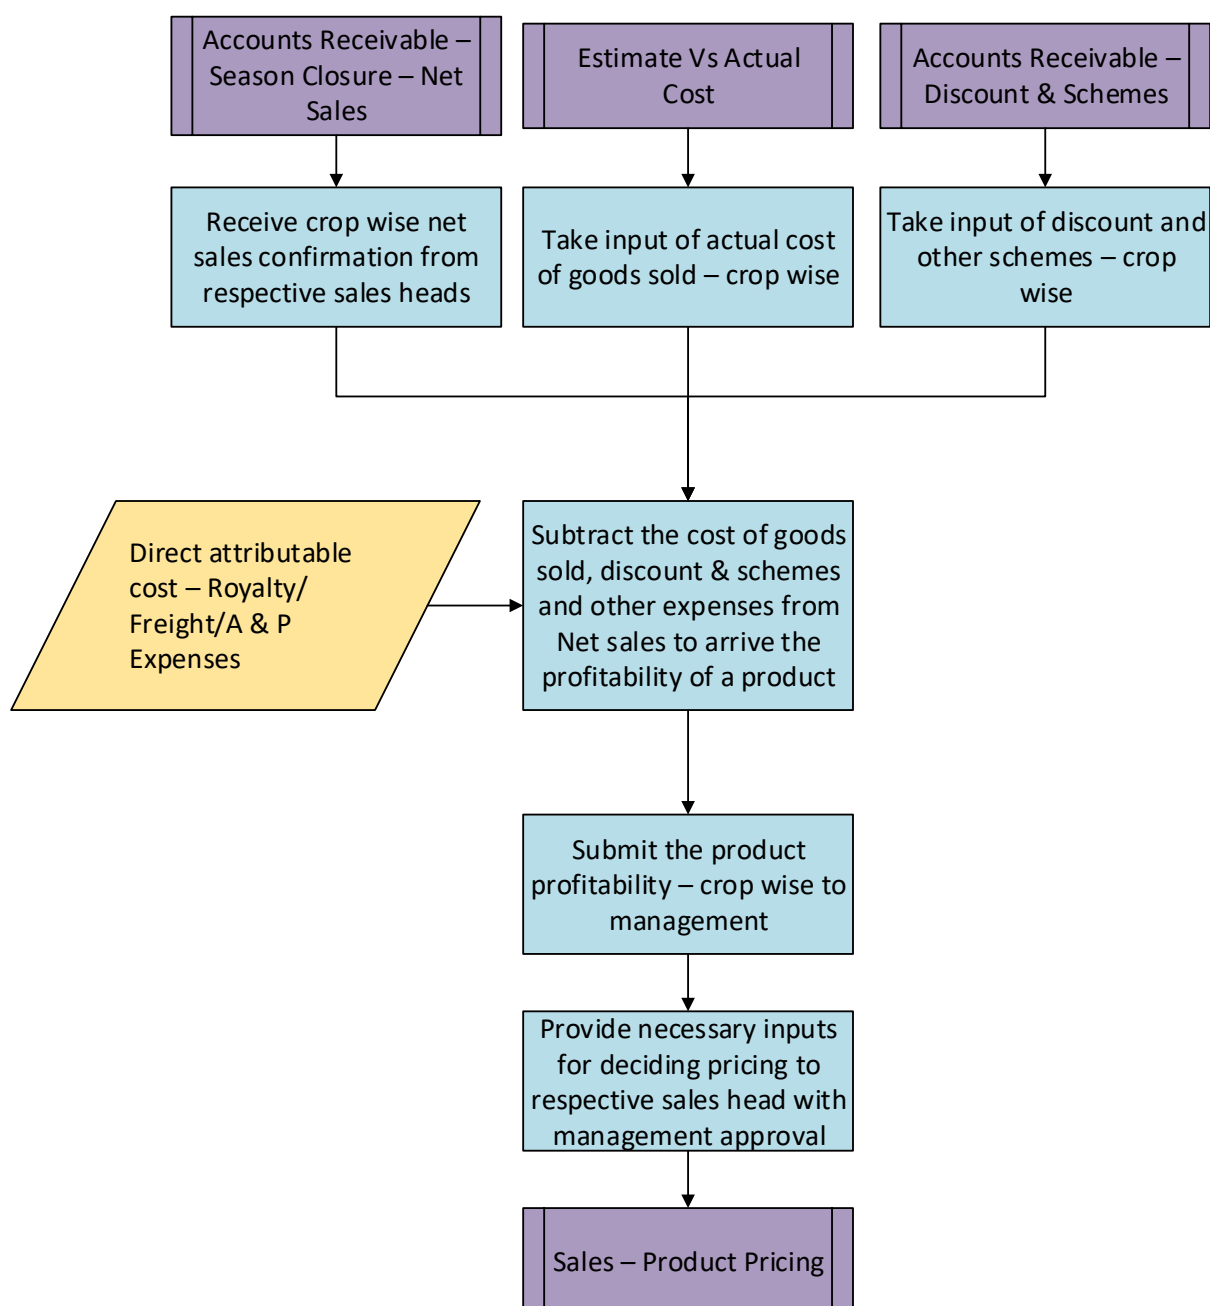 Accounts Receivable –
Season Closure – Net
Sales
Estimate Vs Actual
Cost
Accounts Receivable –
Discount & Schemes
Receive crop wise net
sales confirmation from
respective sales heads
Take input of actual cost
of goods sold – crop wise
Take input of discount and
other schemes – crop
wise
Direct attributable
cost – Royalty/
Freight/A & P
Expenses
Subtract the cost of goods
sold, discount & schemes
and other expenses from
Net sales to arrive the
profitability of a product
Submit the product
profitability – crop wise to
management
Provide necessary inputs
for deciding pricing to
respective sales head with
management approval
Sales – Product Pricing